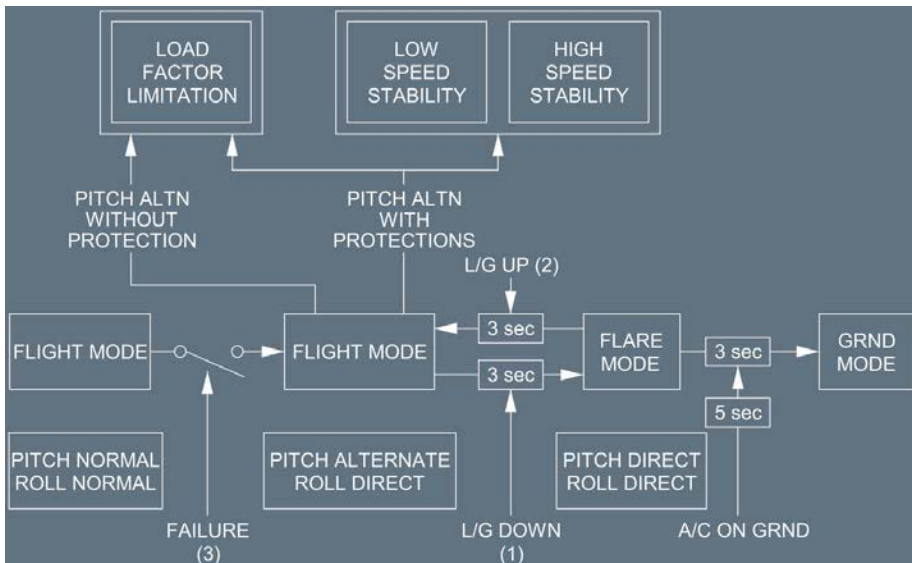 LOAD
FACTOR
LIMITATION
LOW
SPEED
STABILITY
HIGH
SPEED
STABILITY
PITCH ALTN
WITHOUT
PROTECTION
PITCH ALTN
WITH
PROTECTIONS
L/G UP (2)
FLIGHT MODE
FLIGHT MODE
3 sec
3 sec
FLARE
MODE
3 sec
5 sec
GRND
MODE
PITCH NORMAL
ROLL NORMAL
PITCH ALTERNATE
ROLL DIRECT
PITCH DIRECT
ROLL DIRECT
FAILURE
(3)
L/G DOWN
(1)
A/C ON GRND